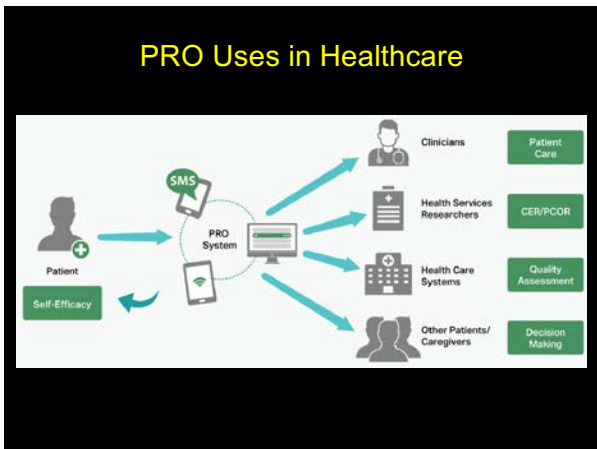 PRO Uses in Healthcare
SMS
PRO
System
Patient
Self-Efficacy
Clinicians
Patient
Care
Health Services
Researchers
CER/PCOR
Health Care
Systems
Quality
Assessment
Other Patients/
Caregivers
Decision
Making